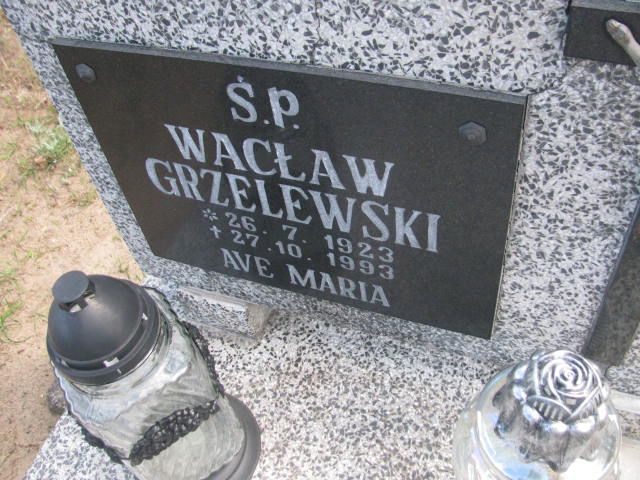 Ś.P.
WACŁAW
GRZELEWSKI
* 26. 7. 1923
† 27. 10. 1993
AVE MARIA